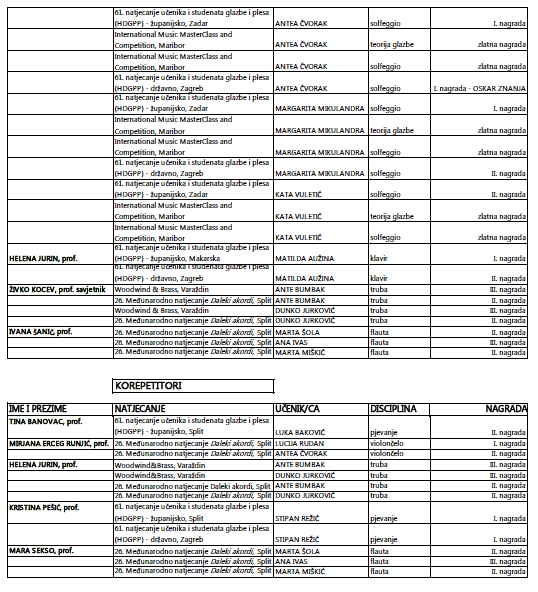 61. natjecanje učenika i studenata glazbe i plesa
(HDGPP) - županijsko, Zadar ANTEA ČVORAK solfeggio I. nagrada
International Music MasterClass and
Competition, Maribor ANTEA ČVORAK teorija glazbe zlatna nagrada
International Music MasterClass and
Competition, Maribor ANTEA ČVORAK solfeggio zlatna nagrada
61. natjecanje učenika i studenata glazbe i plesa
(HDGPP) - državno, Zagreb ANTEA ČVORAK solfeggio I. nagrada - OSKAR ZNANJA
61. natjecanje učenika i studenata glazbe i plesa
(HDGPP) - županijsko, Zadar MARGARITA MIKULANDRA solfeggio I. nagrada
International Music MasterClass and
Competition, Maribor MARGARITA MIKULANDRA teorija glazbe zlatna nagrada
International Music MasterClass and
Competition, Maribor MARGARITA MIKULANDRA solfeggio zlatna nagrada
61. natjecanje učenika i studenata glazbe i plesa
(HDGPP) - državno, Zagreb MARGARITA MIKULANDRA solfeggio II. nagrada
61. natjecanje učenika i studenata glazbe i plesa
(HDGPP) - županijsko, Zadar KATA VULETIĆ solfeggio II. nagrada
International Music MasterClass and
Competition, Maribor KATA VULETIĆ teorija glazbe zlatna nagrada
International Music MasterClass and
Competition, Maribor KATA VULETIĆ solfeggio zlatna nagrada
61. natjecanje učenika i studenata glazbe i plesa
HELENA JURIN, prof. (HDGPP) - županijsko, Makarska MATILDA AUŽINA klavir I. nagrada
61. natjecanje učenika i studenata glazbe i plesa
(HDGPP) - državno, Zagreb MATILDA AUŽINA klavir II. nagrada
ŽIVKO KOCEV, prof. savjetnik Woodwind & Brass, Varaždin ANTE BUMBAK truba III. nagrada
26. Međunarodno natjecanje Daleki akordi, Split ANTE BUMBAK truba II. nagrada
Woodwind & Brass, Varaždin DUNKO JURKOVIĆ truba III. nagrada
26. Međunarodno natjecanje Daleki akordi, Split DUNKO JURKOVIĆ truba II. nagrada
IVANA ŠANIĆ, prof. 26. Međunarodno natjecanje Daleki akordi, Split MARTA ŠOLA flauta II. nagrada
26. Međunarodno natjecanje Daleki akordi, Split ANA IVAS flauta III. nagrada
26. Međunarodno natjecanje Daleki akordi, Split MARTA MIŠKIĆ flauta II. nagrada
KOREPETITORI
IME I PREZIME NATJECANJE UČENIK/CA DISCIPLINA NAGRADA
TINA BANOVAC, prof. 61. natjecanje učenika i studenata glazbe i plesa
(HDGPP) - županijsko, Split LUKA BAKOVIĆ pjevanje II. nagrada
MIRJANA ERCEG RUNJIĆ, prof. 26. Međunarodno natjecanje Daleki akordi, Split LUCIJA RUDAN violončelo I. nagrada
26. Međunarodno natjecanje Daleki akordi, Split ANTEA ČVORAK violončelo II. nagrada
HELENA JURIN, prof. Woodwind&Brass, Varaždin ANTE BUMBAK truba III. nagrada
Woodwind&Brass, Varaždin DUNKO JURKOVIĆ truba III. nagrada
26. Međunarodno natjecanje Daleki akordi, Split ANTE BUMBAK truba II. nagrada
26. Međunarodno natjecanje Daleki akordi, Split DUNKO JURKOVIĆ truba II. nagrada
KRISTINA PEŠIĆ, prof. 61. natjecanje učenika i studenata glazbe i plesa
(HDGPP) - županijsko, Split STIPAN REŽIĆ pjevanje I. nagrada
61. natjecanje učenika i studenata glazbe i plesa
(HDGPP) - državno, Zagreb STIPAN REŽIĆ pjevanje I. nagrada
MARA SEKSO, prof. 26. Međunarodno natjecanje Daleki akordi, Split MARTA ŠOLA flauta II. nagrada
26. Međunarodno natjecanje Daleki akordi, Split ANA IVAS flauta III. nagrada
26. Međunarodno natjecanje Daleki akordi, Split MARTA MIŠKIĆ flauta II. nagrada